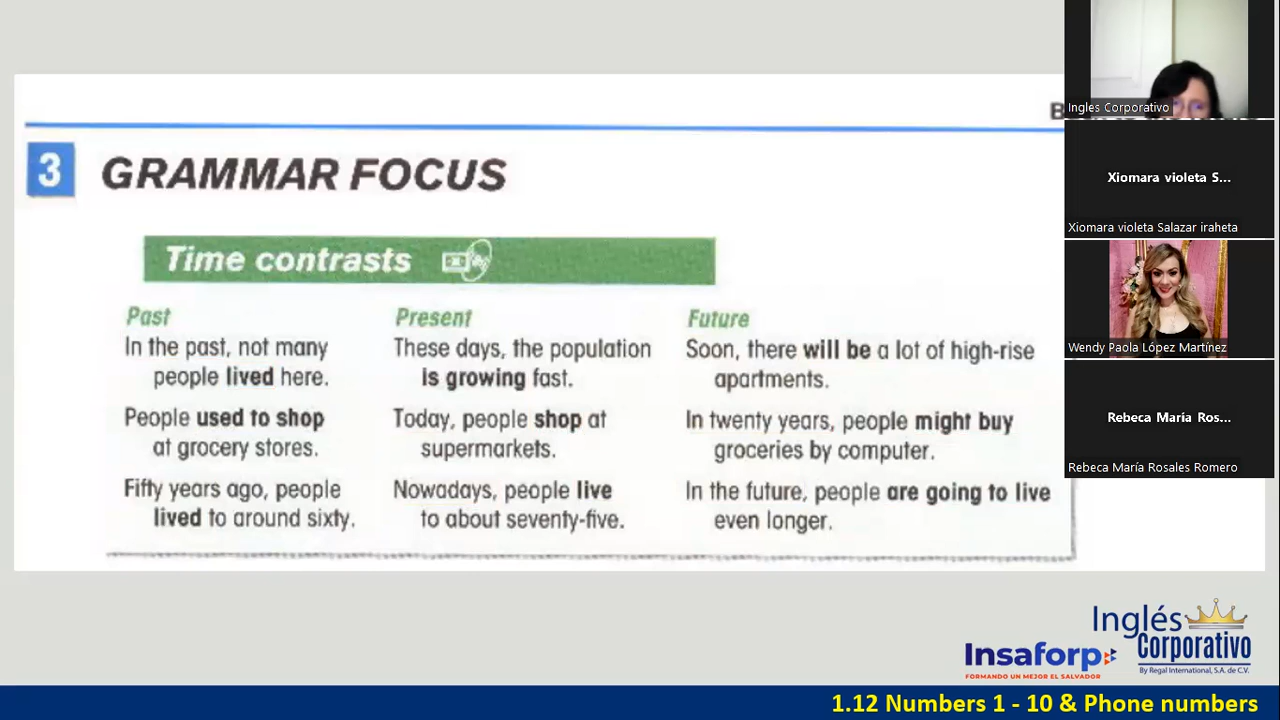 3 GRAMMAR FOCUS
Time contrasts
Past
In the past, not many
people lived here.
People used to shop
at grocery stores.
Fifty years ago, people
lived to around sixty.
Present
These days, the population
is growing fast.
Today, people shop at
supermarkets.
Nowadays, people live
to about seventy-five.
Future
Soon, there will be a lot of high-rise
apartments.
In twenty years, people might buy
groceries by computer.
In the future, people are going to live
even longer.
Ingles Corporativo
Xiomara violeta S...
Xiomara violeta Salazar iraheta
Wendy Paola López Martínez
Rebeca María Ros...
Rebeca María Rosales Romero
Inglés
Corporativo
By Regal International, S.A. de C.V.
Insaforp
FORMANDO UN MEJOR EL SALVADOR
1.12 Numbers 1 - 10 & Phone numbers